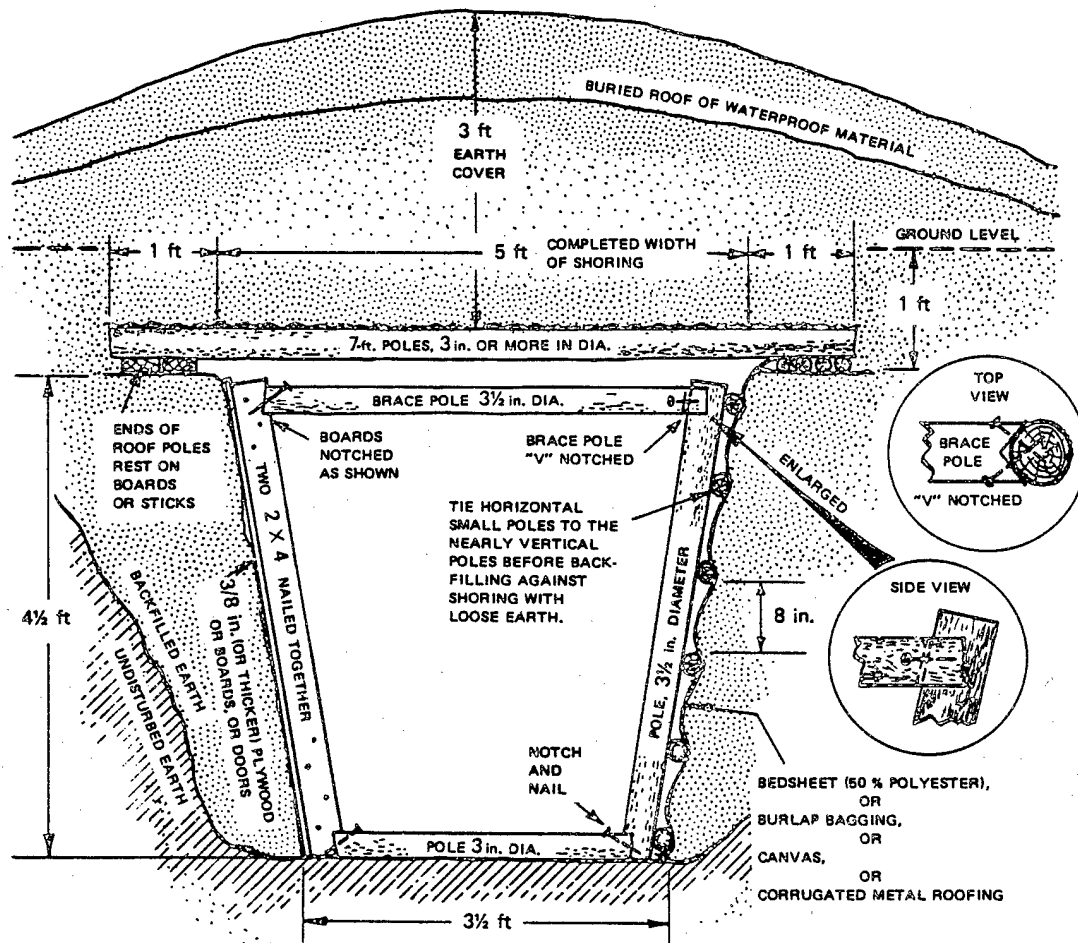 BURIED ROOF OF WATERPROOF MATERIAL
3 ft
EARTH
COVER
GROUND LEVEL
1 ft
5 ft
COMPLETED WIDTH
OF SHORING
1 ft
1 ft
7-ft. POLES, 3 in. OR MORE IN DIA.
BRACE POLE 3½ in. DIA.
ENDS OF
ROOF POLES
REST ON
BOARDS
OR STICKS
BOARDS
NOTCHED
AS SHOWN
BRACE POLE
"V" NOTCHED
TOP
VIEW
BRACE
POLE
"V" NOTCHED
ENLARGED
TIE HORIZONTAL
SMALL POLES TO THE
NEARLY VERTICAL
POLES BEFORE BACK-
FILLING AGAINST
SHORING WITH
LOOSE EARTH.
TWO 2 X 4 NAILED TOGETHER
3/8 in. (OR THICKER) PLYWOOD
OR BOARDS, OR DOORS
BACKFILLED EARTH
UNDISTURBED EARTH
4½ ft
POLE, 3½ in. DIAMETER
8 in.
SIDE VIEW
NOTCH
AND
NAIL
BEDSHEET (50 % POLYESTER),
OR
BURLAP BAGGING,
OR
CANVAS,
OR
CORRUGATED METAL ROOFING
POLE 3 in. DIA.
3½ ft